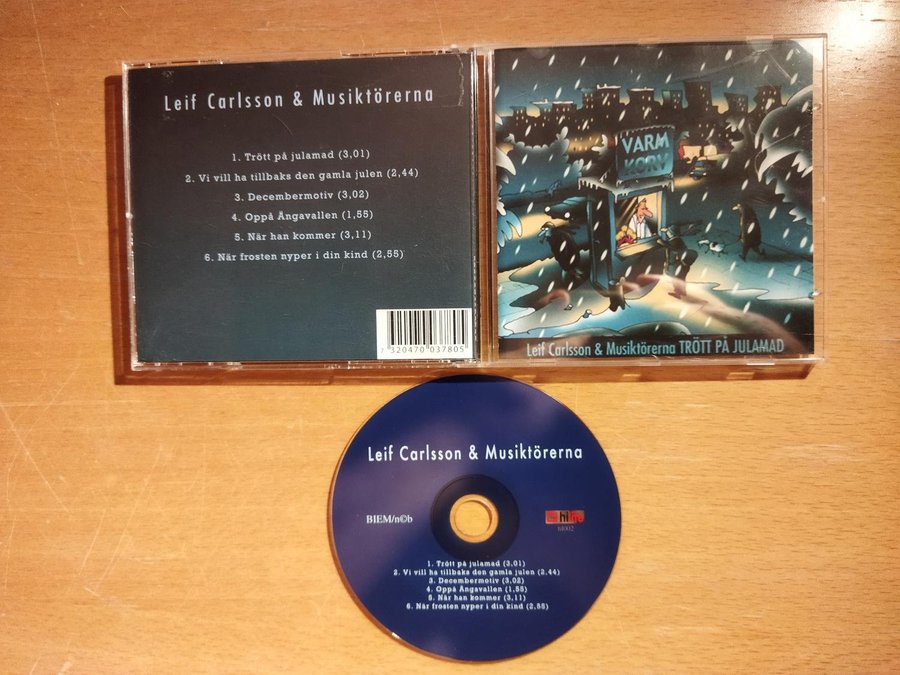 Leif Carlsson & Musiktörerna
1. Trött på julamad (3,01)
2. Vi vill ha tillbaks den gamla julen (2,44)
3. Decembermotiv (3,02)
4. Oppå Ängavallen (1,55)
5. När han kommer (3,11)
6. När frosten nyper i din kind (2,55)
7 320470 037805
VARM
KORV
Leif Carlsson & Musiktörerna TRÖTT PÅ JULAMAD
Leif Carlsson & Musiktörerna
BIEM/n©b
1. Trött på julamad (3,01)
2. Vi vill ha tillbaks den gamla julen (2,44)
3. Decembermotiv (3,02)
4. Oppå Ängavallen (1,55)
5. När han kommer (3,11)
6. När frosten nyper i din kind (2,55)